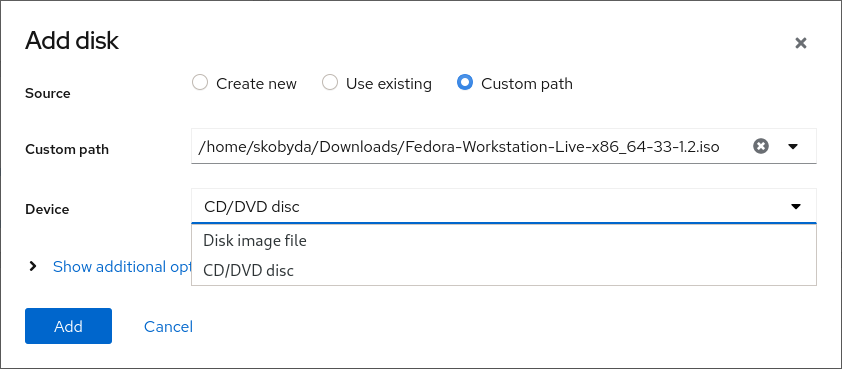 Add disk
Source Create new Use existing Custom path
Custom path /home/skobyda/Downloads/Fedora-Workstation-Live-x86_64-33-1.2.iso
Device CD/DVD disc
Disk image file
Show additional opt
CD/DVD disc
Add Cancel